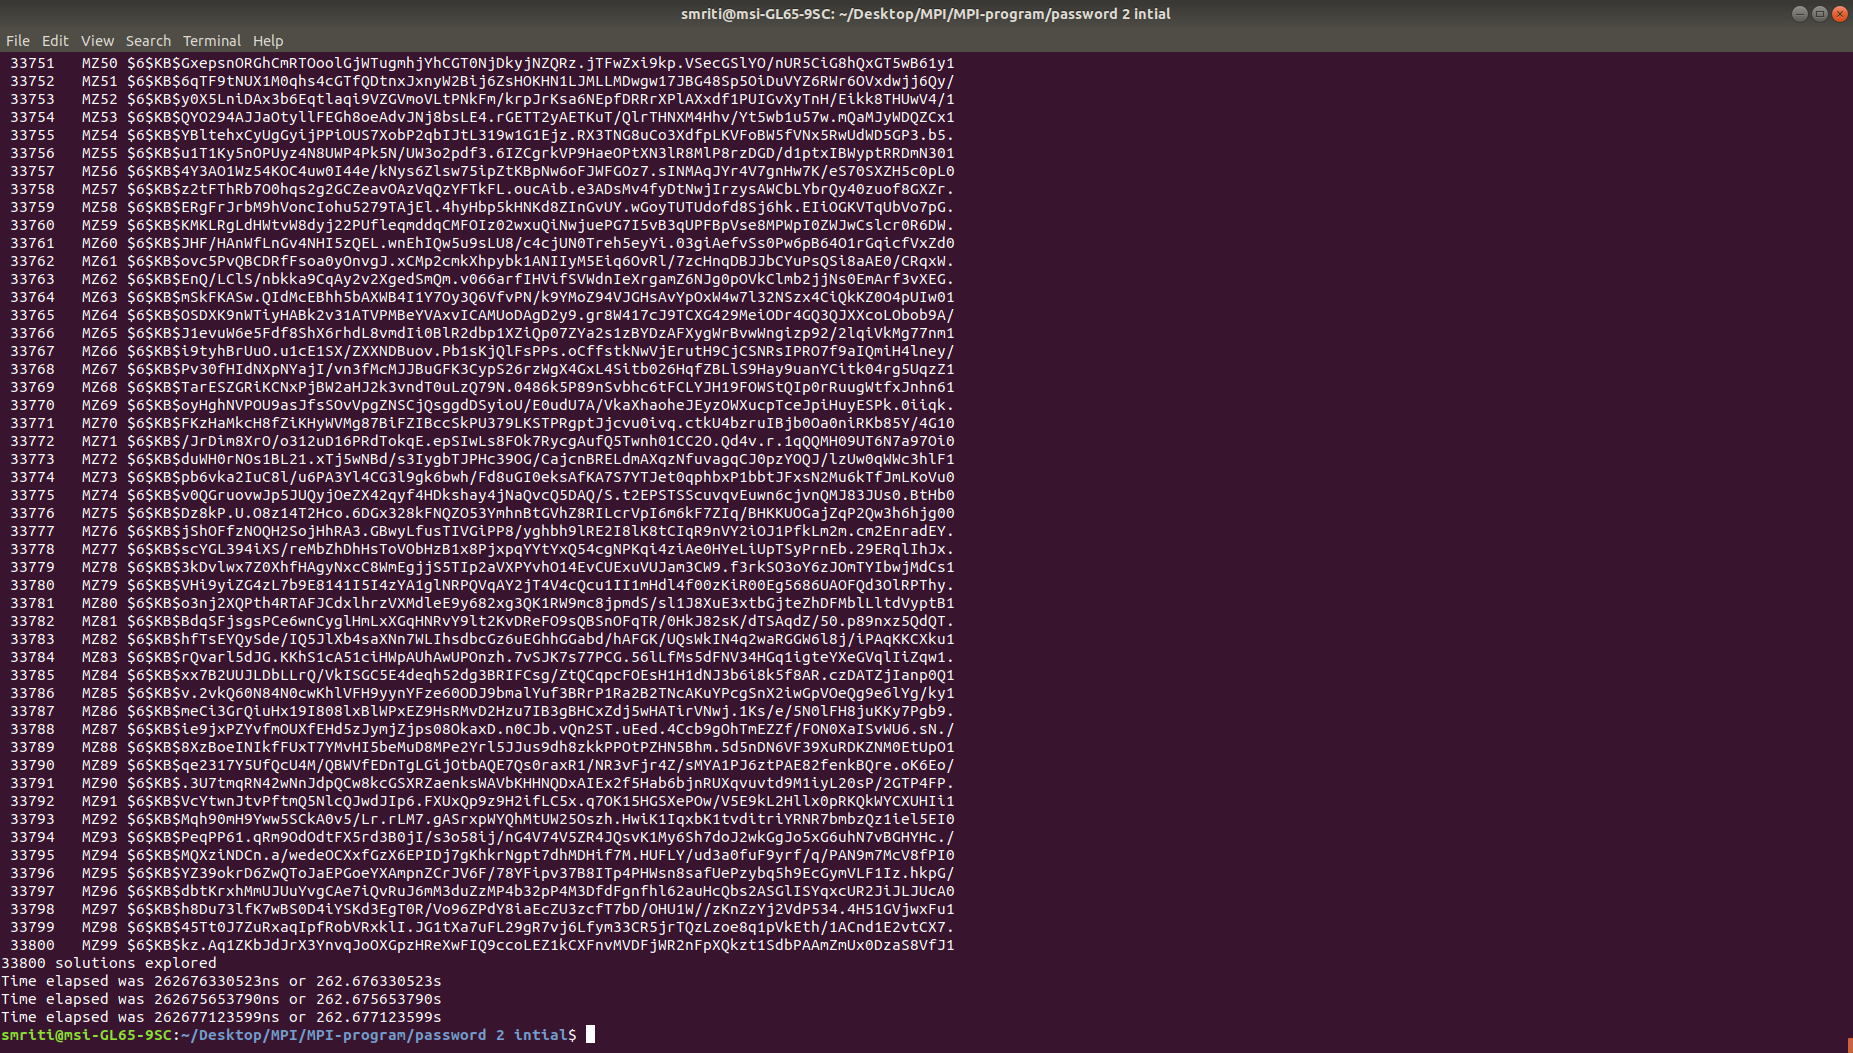 smriti@msi-GL65-9SC: ~/Desktop/MPI/MPI-program/password 2 intial
File Edit View Search Terminal Help
33751 MZ50 $6$KB$GxepsnORGhCmRTOoolGjWTugmhjYhCGT0NjDkyjNZQRz.jTFwZxi9kp.VSecGSlYO/nUR5CiG8hQxGT5wB61y1
33752 MZ51 $6$KB$6qTF9tNUX1M0qhs4cGTfQDtnxJxnyW2Bij6ZsHOKHN1LJMLLMDwgw17JBG48Sp5OiDuVYZ6RWr6OVxdwjj6Qy/
33753 MZ52 $6$KB$y0X5LniDAx3b6Eqtlaqi9VZGVmoVLtPNkFm/krpJrKsa6NEpfDRRrXPlAXxdf1PUIGvXyTnH/Eikk8THUwV4/1
33754 MZ53 $6$KB$QYO294AJJaOtyllFEGh8oeAdvJNj8bsLE4.rGETT2yAETKuT/QlrTHNXM4Hhv/Yt5wb1u57w.mQaMJyWDQZCx1
33755 MZ54 $6$KB$YBltehxCyUgGyijPPiOUS7XobP2qbIJtL319w1G1Ejz.RX3TNG8uCo3XdfpLKVFoBW5fVNx5RwUdWD5GP3.b5.
33756 MZ55 $6$KB$u1T1Ky5nOPUyz4N8UWP4Pk5N/UW3o2pdf3.6IZCgrkVP9HaeOPtXN3lR8MlP8rzDGD/d1ptxIBWyptRRDmN301
33757 MZ56 $6$KB$4Y3AO1Wz54KOC4uw0I44e/kNys6Zlsw75ipZtKBpNw6oFJWFGOz7.sINMAqJYr4V7gnHw7K/eS70SXZH5c0pL0
33758 MZ57 $6$KB$z2tFThRb7O0hqs2g2GCZeavOAzVqQzYFTkFL.oucAib.e3ADsMv4fyDtNwjIrzysAWCbLYbrQy40zuof8GXZr.
33759 MZ58 $6$KB$ERgFrJrbM9hVoncIohu5279TAjEl.4hyHbp5kHNKd8ZInGvUY.wGoyTUTUdofd8Sj6hk.EIiOGKVTqUbVo7pG.
33760 MZ59 $6$KB$KMKLRgLdHWtvW8dyj22PUfleqmddqCMFOIz02wxuQiNwjuePG7I5vB3qUPFBpVse8MPWpI0ZWJwCslcr0R6DW.
33761 MZ60 $6$KB$JHF/HAnWfLnGv4NHI5zQEL.wnEhIQw5u9sLU8/c4cjUN0Treh5eyYi.03giAefvSs0Pw6pB64O1rGqicfVxZd0
33762 MZ61 $6$KB$ovc5PvQBCDRfFsoa0yOnvgJ.xCMp2cmkXhpybk1ANIIyM5Eiq6OvRl/7zcHnqDBJJbCYuPsQSi8aAE0/CRqxW.
33763 MZ62 $6$KB$EnQ/LClS/nbkka9CqAy2v2XgedSmQm.v066arfIHVifSVWdnIeXrgamZ6NJg0pOVkClmb2jjNs0EmArf3vXEG.
33764 MZ63 $6$KB$mSkFKASw.QIdMcEBhh5bAXWB4I1Y7Oy3Q6VfvPN/k9YMoZ94VJGHsAvYpOxW4w7l32NSzx4CiQkKZ0O4pUIw01
33765 MZ64 $6$KB$OSDXK9nWTiyHABk2v31ATVPMBeYVAxvICAMUoDAgD2y9.gr8W417cJ9TCXG429MeiODr4GQ3QJXXcoLObob9A/
33766 MZ65 $6$KB$J1evuW6e5Fdf8ShX6rhdL8vmdIi0BlR2dbp1XZiQp07ZYa2s1zBYDzAFXygWrBvwWngizp92/2lqiVkMg77nm1
33767 MZ66 $6$KB$i9tyhBrUuO.u1cE1SX/ZXXNDBuov.Pb1sKjQlFsPPs.oCffstkNwVjErutH9CjCSNRsIPRO7f9aIQmiH4lney/
33768 MZ67 $6$KB$Pv30fHIdNXpNYajI/vn3fMcMJJBuGFK3CypS26rzWgX4GxL4Sitb026HqfZBLlS9Hay9uanYCitk04rg5UqzZ1
33769 MZ68 $6$KB$TarESZGRiKCNxPjBW2aHJ2k3vndT0uLzQ79N.0486k5P89nSvbhc6tFCLYJH19FOWStQIp0rRuugWtfxJnhn61
33770 MZ69 $6$KB$oyHghNVPOU9asJfsSOvVpgZNSCjQsggdDSyioU/E0udU7A/VkaXhaoheJEyzOWXucpTceJpiHuyESPk.0iiqk.
33771 MZ70 $6$KB$FKzHaMkcH8fZiKHyWVMg87BiFZIBccSkPU379LKSTPRgptJjcvu0ivq.ctkU4bzruIBjb0Oa0niRKb85Y/4G10
33772 MZ71 $6$KB$/JrDim8XrO/o312uD16PRdTokqE.epSIwLs8FOk7RycgAufQ5Twnh01CC2O.Qd4v.r.1qQQMH09UT6N7a97Oi0
33773 MZ72 $6$KB$duWH0rNOs1BL21.xTj5wNBd/s3IygbTJPHc39OG/CajcnBRELdmAXqzNfuvagqCJ0pzYOQJ/lzUw0qWWc3hlF1
33774 MZ73 $6$KB$pb6vka2IuC8l/u6PA3Yl4CG3l9gk6bwh/Fd8uGI0eksAfKA7S7YTJet0qphbxP1bbtJFxsN2Mu6kTfJmLKoVu0
33775 MZ74 $6$KB$v0QGruovwJp5JUQyjOeZX42qyf4HDkshay4jNaQvcQ5DAQ/S.t2EPSTSScuvqvEuwn6cjvnQMJ83JUs0.BtHb0
33776 MZ75 $6$KB$Dz8kP.U.O8z14T2Hco.6DGx328kFNQZO53YmhnBtGVhZ8RILcrVpI6m6kF7ZIq/BHKKUOGajZqP2Qw3h6hjg00
33777 MZ76 $6$KB$jShOFfzNOQH2SojHhRA3.GBwyLfusTIVGiPP8/yghbh9lRE2I8lK8tCIqR9nVY2iOJ1PfkLm2m.cm2EnradEY.
33778 MZ77 $6$KB$scYGL394iXS/reMbZhDhHsToVObHzB1x8PjxpqYYtYxQ54cgNPKqi4ziAe0HYeLiUpTSyPrnEb.29ERqlIhJx.
33779 MZ78 $6$KB$3kDvlwx7Z0XhfHAgyNxcC8WmEgjjS5TIp2aVXPYvhO14EvCUExuVUJam3CW9.f3rkSO3oY6zJOmTYIbwjMdCs1
33780 MZ79 $6$KB$VHi9yiZG4zL7b9E8141I5I4zYA1glNRPQVqAY2jT4V4cQcu1II1mHdl4f00zKiR00Eg5686UAOFQd3OlRPThy.
33781 MZ80 $6$KB$o3nj2XQPth4RTAFJCdxlhrzVXMdleE9y682xg3QK1RW9mc8jpmdS/sl1J8XuE3xtbGjteZhDFMblLltdVyptB1
33782 MZ81 $6$KB$BdqSFjsgsPCe6wnCyglHmLxXGqHNRvY9lt2KvDReFO9sQBSnOFqTR/0HkJ82sK/dTSAqdZ/50.p89nxz5QdQT.
33783 MZ82 $6$KB$hfTsEYQySde/IQ5JlXb4saXNn7WLIhsdbcGz6uEGhhGGabd/hAFGK/UQsWkIN4q2waRGGW6l8j/iPAqKKCXku1
33784 MZ83 $6$KB$rQvarl5dJG.KKhS1cA51ciHWpAUhAwUPOnzh.7vSJK7s77PCG.56lLfMs5dFNV34HGq1igteYXeGVqlIiZqw1.
33785 MZ84 $6$KB$xx7B2UUJLDbLLrQ/VkISGC5E4deqh52dg3BRIFCsg/ZtQCqpcFOEsH1H1dNJ3b6i8k5f8AR.czDATZjIanp0Q1
33786 MZ85 $6$KB$v.2vkQ60N84N0cwKhlVFH9yynYFze60ODJ9bmalYuf3BRrP1Ra2B2TNcAKuYPcgSnX2iwGpVOeQg9e6lYg/ky1
33787 MZ86 $6$KB$meCi3GrQiuHx19I808lxBlWPxEZ9HsRMvD2Hzu7IB3gBHCxZdj5wHATirVNwj.1Ks/e/5N0lFH8juKKy7Pgb9.
33788 MZ87 $6$KB$ie9jxPZYvfmOUXfEHd5zJymjZjps08OkaxD.n0CJb.vQn2ST.uEed.4Ccb9gOhTmEZZf/FON0XaISvWU6.sN./
33789 MZ88 $6$KB$8XzBoeINIkfFUxT7YMvHI5beMuD8MPe2Yrl5JJus9dh8zkkPPOtPZHN5Bhm.5d5nDN6VF39XuRDKZNM0EtUpO1
33790 MZ89 $6$KB$qe2317Y5UfQcU4M/QBWVfEDnTgLGijOtbAQE7Qs0raxR1/NR3vFjr4Z/sMYA1PJ6ztPAE82fenkBQre.oK6Eo/
33791 MZ90 $6$KB$.3U7tmqRN42wNnJdpQCw8kcGSXRZaenksWAVbKHHNQDxAIEx2f5Hab6bjnRUXqvuvtd9M1iyL20sP/2GTP4FP.
33792 MZ91 $6$KB$VcYtwnJtvPftmQ5NlcQJwdJIp6.FXUxQp9z9H2ifLC5x.q7OK15HGSXePOw/V5E9kL2Hllx0pRKQkWYCXUHIi1
33793 MZ92 $6$KB$Mqh90mH9Yww5SCkA0v5/Lr.rLM7.gASrxpWYQhMtUW25Oszh.HwiK1IqxbK1tvditriYRNR7bmbzQz1iel5EI0
33794 MZ93 $6$KB$PeqPP61.qRm9OdOdtFX5rd3B0jI/s3o58ij/nG4V74V5ZR4JQsvK1My6Sh7doJ2wkGgJo5xG6uhN7vBGHYHc./
33795 MZ94 $6$KB$MQXziNDCn.a/wedeOCXxfGzX6EPIDj7gKhkrNgpt7dhMDHif7M.HUFLY/ud3a0fuF9yrf/q/PAN9m7McV8fPI0
33796 MZ95 $6$KB$YZ39okrD6ZwQToJaEPGoeYXAmpnZCrJV6F/78YFipv37B8ITp4PHWsn8safUePzybq5h9EcGymVLF1Iz.hkpG/
33797 MZ96 $6$KB$dbtKrxhMmUJUuYvgCAe7iQvRuJ6mM3duZzMP4b32pP4M3DfdFgnfhl62auHcQbs2ASGlISYqxcUR2JiJLJUcA0
33798 MZ97 $6$KB$h8Du73lfK7wBS0D4iYSKd3EgT0R/Vo96ZPdY8iaEcZU3zcfT7bD/OHU1W//zKnZzYj2VdP534.4H51GVjwxFu1
33799 MZ98 $6$KB$45Tt0J7ZuRxaqIpfRobVRxklI.JG1tXa7uFL29gR7vj6Lfym33CR5jrTQzLzoe8q1pVkEth/1ACnd1E2vtCX7.
33800 MZ99 $6$KB$kz.Aq1ZKbJdJrX3YnvqJoOXGpzHReXwFIQ9ccoLEZ1kCXFnvMVDFjWR2nFpXQkzt1SdbPAAmZmUx0DzaS8VfJ1
33800 solutions explored
Time elapsed was 262676330523ns or 262.676330523s
Time elapsed was 262675653790ns or 262.675653790s
Time elapsed was 262677123599ns or 262.677123599s
smriti@msi-GL65-9SC:~/Desktop/MPI/MPI-program/password 2 intial$